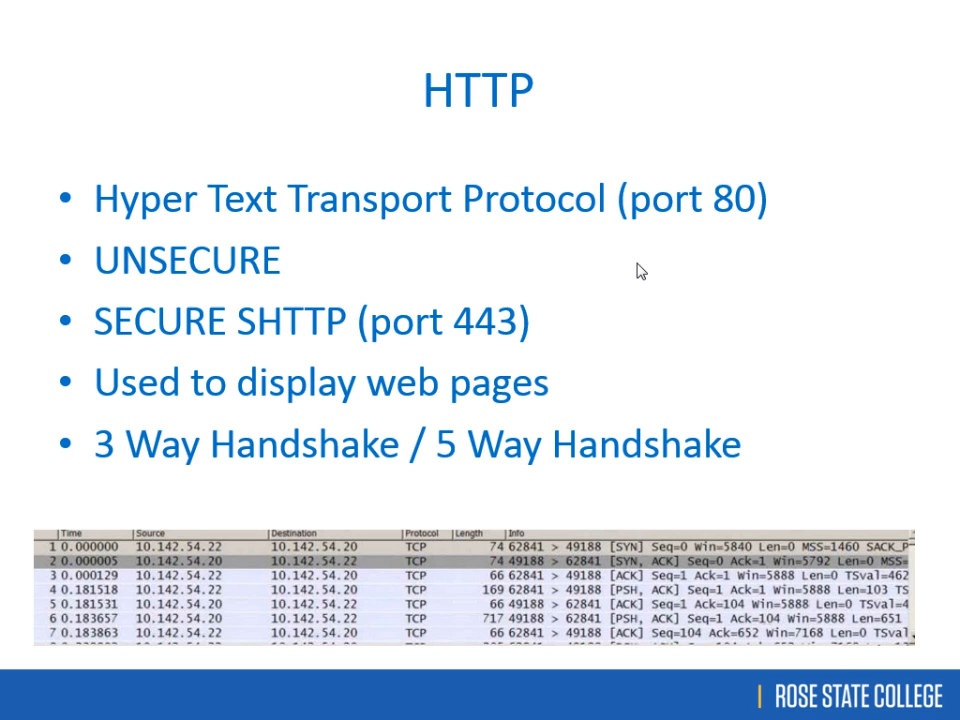 HTTP
• Hyper Text Transport Protocol (port 80)
• UNSECURE
• SECURE SHTTP (port 443)
• Used to display web pages
• 3 Way Handshake / 5 Way Handshake
Time Source Destination Protocol Length Info
1 0.000000 10.142.54.22 10.142.54.20 TCP 74 62841 > 49188 [SYN] Seq=0 Win=5840 Len=0 MSS=1460 SACK_P
2 0.000005 10.142.54.20 10.142.54.22 TCP 74 49188 > 62841 [SYN, ACK] Seq=0 Ack=1 Win=5792 Len=0 MSS=
3 0.000129 10.142.54.22 10.142.54.20 TCP 66 62841 > 49188 [ACK] Seq=1 Ack=1 Win=5888 Len=0 TSval=462
4 0.181518 10.142.54.22 10.142.54.20 TCP 169 62841 > 49188 [PSH, ACK] Seq=1 Ack=1 Win=5888 Len=103 TS
5 0.181531 10.142.54.20 10.142.54.22 TCP 66 49188 > 62841 [ACK] Seq=1 Ack=104 Win=5888 Len=0 TSval=4
6 0.183657 10.142.54.20 10.142.54.22 TCP 717 49188 > 62841 [PSH, ACK] Seq=1 Ack=104 Win=5888 Len=651
7 0.183863 10.142.54.22 10.142.54.20 TCP 66 62841 > 49188 [ACK] Seq=104 Ack=652 Win=7168 Len=0 TSval
ROSE STATE COLLEGE